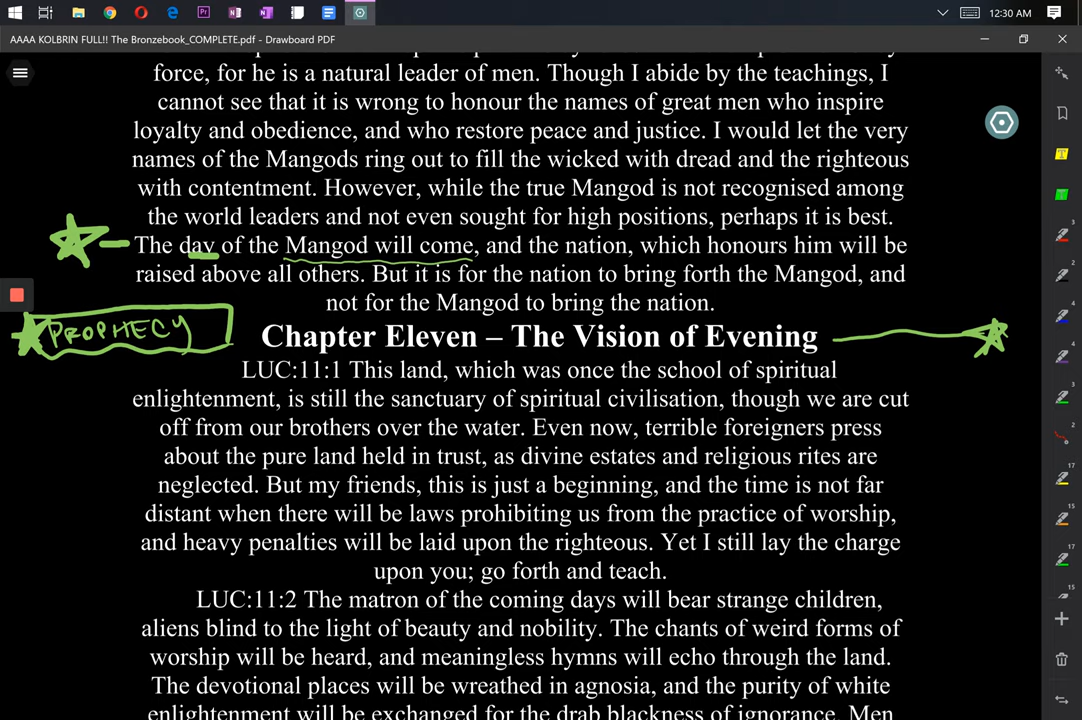 12:30 AM
AAAA KOLBRIN FULL!! The Bronzebook_COMPLETE.pdf - Drawboard PDF
force, for he is a natural leader of men. Though I abide by the teachings, I
cannot see that it is wrong to honour the names of great men who inspire
loyalty and obedience, and who restore peace and justice. I would let the very
names of the Mangods ring out to fill the wicked with dread and the righteous
with contentment. However, while the true Mangod is not recognised among
the world leaders and not even sought for high positions, perhaps it is best.
The day of the Mangod will come, and the nation, which honours him will be
raised above all others. But it is for the nation to bring forth the Mangod, and
not for the Mangod to bring the nation.
PROPHECY
Chapter Eleven – The Vision of Evening
LUC:11:1 This land, which was once the school of spiritual
enlightenment, is still the sanctuary of spiritual civilisation, though we are cut
off from our brothers over the water. Even now, terrible foreigners press
about the pure land held in trust, as divine estates and religious rites are
neglected. But my friends, this is just a beginning, and the time is not far
distant when there will be laws prohibiting us from the practice of worship,
and heavy penalties will be laid upon the righteous. Yet I still lay the charge
upon you; go forth and teach.
LUC:11:2 The matron of the coming days will bear strange children,
aliens blind to the light of beauty and nobility. The chants of weird forms of
worship will be heard, and meaningless hymns will echo through the land.
The devotional places will be wreathed in agnosia, and the purity of white
enlightenment will be exchanged for the drab blackness of ignorance. Men